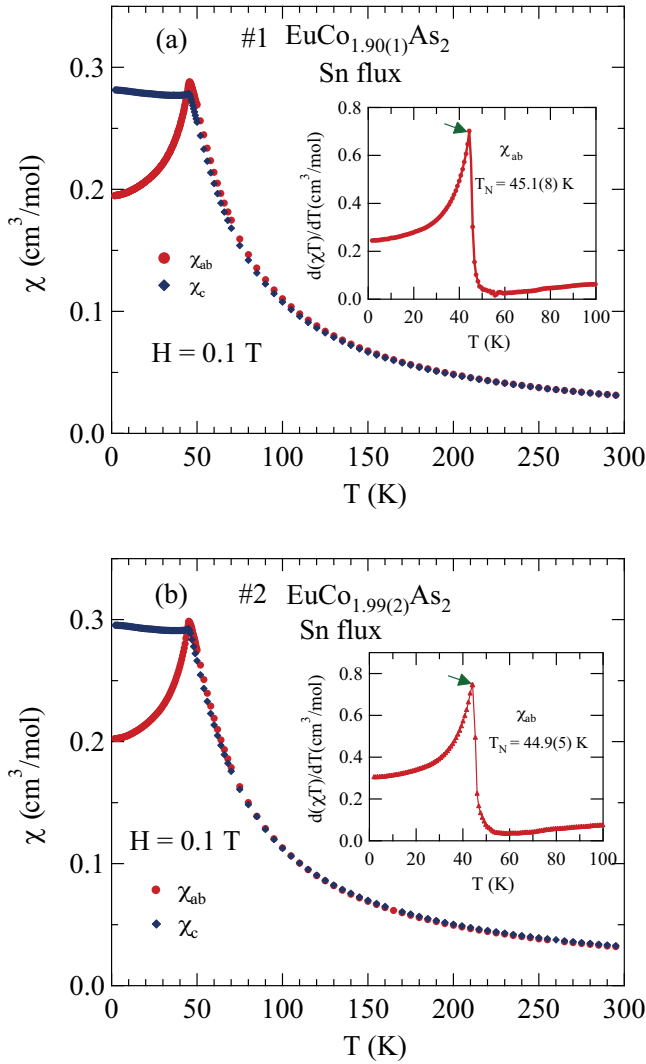 (a) #1 EuCo1.90(1)As2
Sn flux
χ (cm3/mol)
0.3
0.2
0.1
0.0
χab
χc
H = 0.1 T
0 50 100 150 200 250 300
T (K)
d(χT)/dT(cm3/mol)
0.8
0.6
0.4
0.2
0.0
χab
TN = 45.1(8) K
0 20 40 60 80 100
T (K)
(b) #2 EuCo1.99(2)As2
Sn flux
χ (cm3/mol)
0.3
0.2
0.1
0.0
H = 0.1 T
χab
χc
0 50 100 150 200 250 300
T (K)
d(χT)/dT(cm3/mol)
0.8
0.6
0.4
0.2
0.0
χab
TN = 44.9(5) K
0 20 40 60 80 100
T (K)